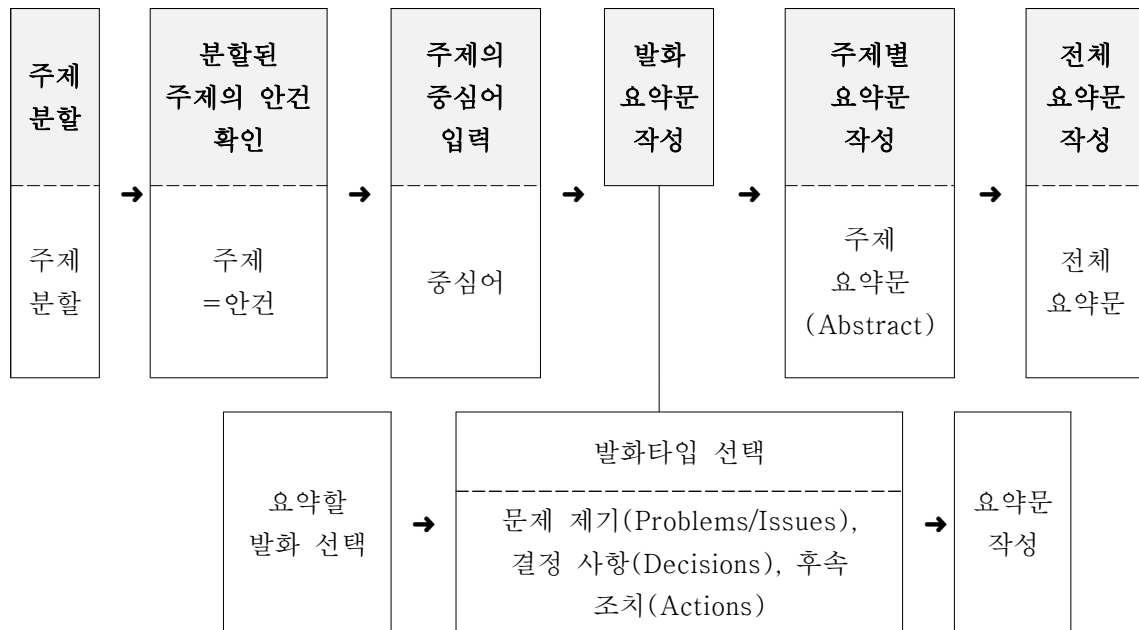 주제
분할
분할된
주제의 안건
확인
주제의
중심어
입력
발화
요약문
작성
주제별
요약문
작성
전체
요약문
작성
➜
➜
➜
➜
➜
주제
분할
주제
=안건
중심어
주제
요약문
(Abstract)
전체
요약문
요약할
발화 선택
➜
발화타입 선택
문제 제기(Problems/Issues),
결정 사항(Decisions), 후속
조치(Actions)
➜
요약문
작성